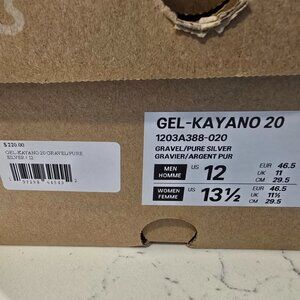 $ 220.00
GEL-KAYANO 20 GRAVEL/PURE
SILVER - 12
GEL-KAYANO 20
1203A388-020
GRAVEL/PURE SILVER
GRAVIER/ARGENT PUR
MEN
HOMME
US 12
EUR 46.5
UK 11
CM 29.5
WOMEN
FEMME
US 13½
EUR 46.5
UK 11½
CM 29.5